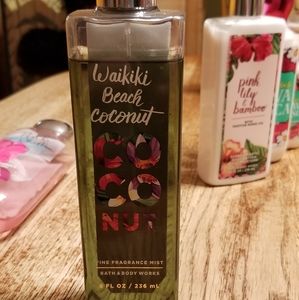 Waikiki
Beach
Coconut
CO
CO
NUT
FINE FRAGRANCE MIST
BATH & BODY WORKS
8 FL OZ / 236 mL
pink
lily &
bamboo